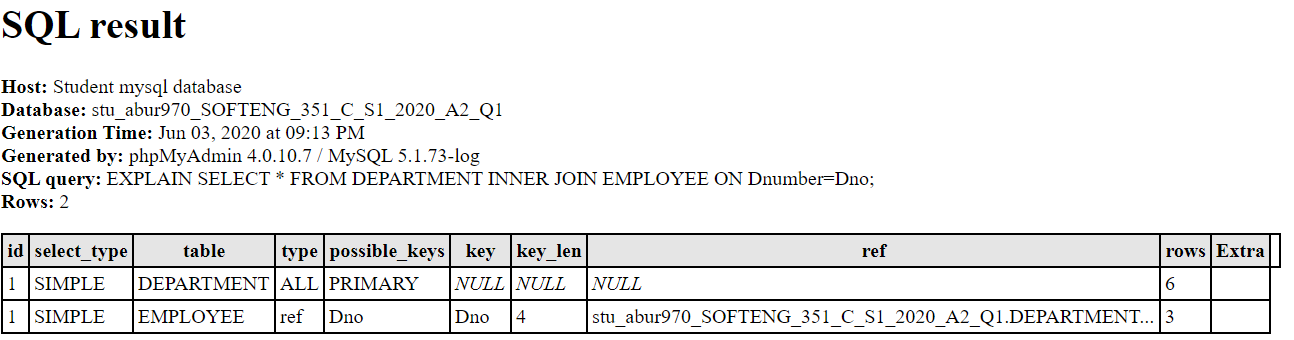 SQL result
Host: Student mysql database
Database: stu_abur970_SOFTENG_351_C_S1_2020_A2_Q1
Generation Time: Jun 03, 2020 at 09:13 PM
Generated by: phpMyAdmin 4.0.10.7 / MySQL 5.1.73-log
SQL query: EXPLAIN SELECT * FROM DEPARTMENT INNER JOIN EMPLOYEE ON Dnumber=Dno;
Rows: 2
id select_type table type possible_keys key key_len ref rows Extra
1 SIMPLE DEPARTMENT ALL PRIMARY NULL NULL NULL 6
1 SIMPLE EMPLOYEE ref Dno Dno 4 stu_abur970_SOFTENG_351_C_S1_2020_A2_Q1.DEPARTMENT... 3